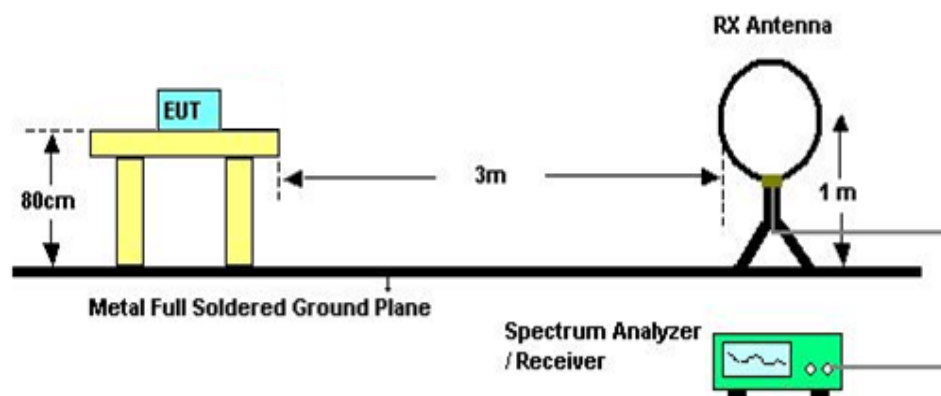 RX Antenna
EUT
80cm
3m
1 m
Metal Full Soldered Ground Plane
Spectrum Analyzer
/ Receiver